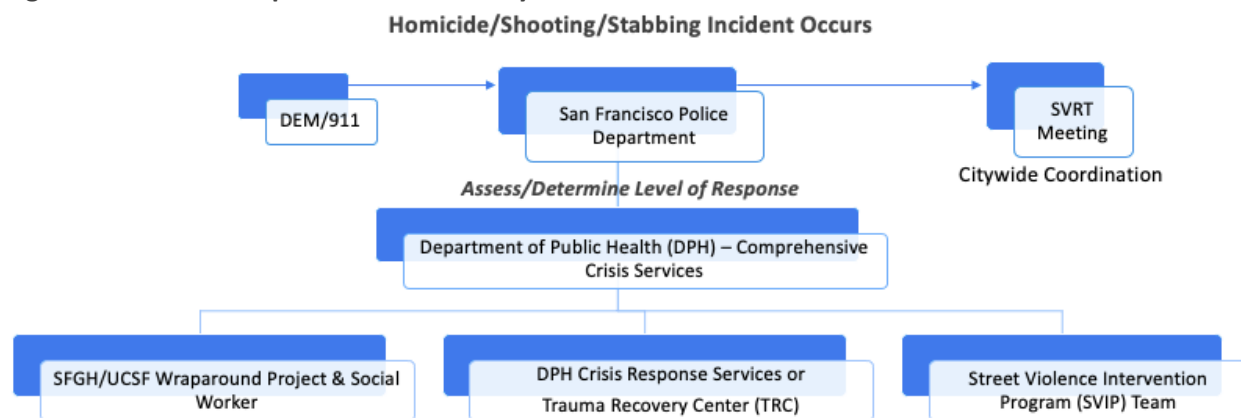 Homicide/Shooting/Stabbing Incident Occurs
DEM/911
San Francisco Police
Department
SVRT
Meeting
Citywide Coordination
Assess/Determine Level of Response
Department of Public Health (DPH) – Comprehensive
Crisis Services
SFGH/UCSF Wraparound Project & Social
Worker
DPH Crisis Response Services or
Trauma Recovery Center (TRC)
Street Violence Intervention
Program (SVIP) Team